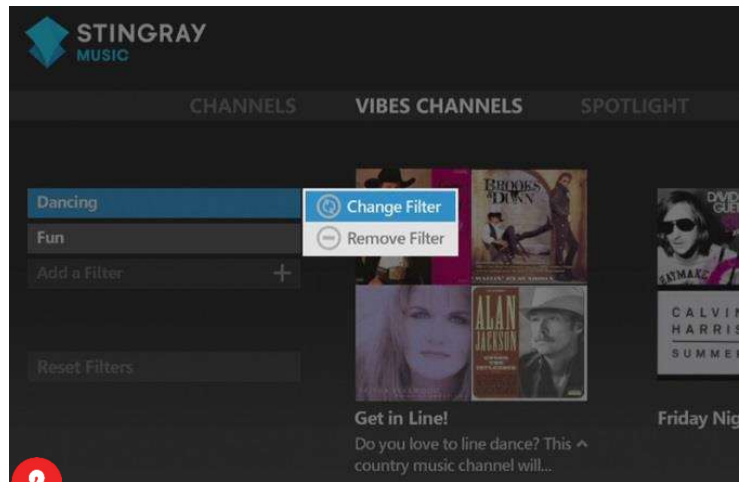 STINGRAY
MUSIC
CHANNELS
VIBES CHANNELS
SPOTLIGHT
Dancing
Change Filter
Fun
Remove Filter
Add a Filter +
Reset Filters
BROOKS
& DUNN
ALAN
JACKSON
DAVID
CALVIN
HARRIS
SUMMER
Get in Line!
Do you love to line dance? This
country music channel will...
Friday Nig